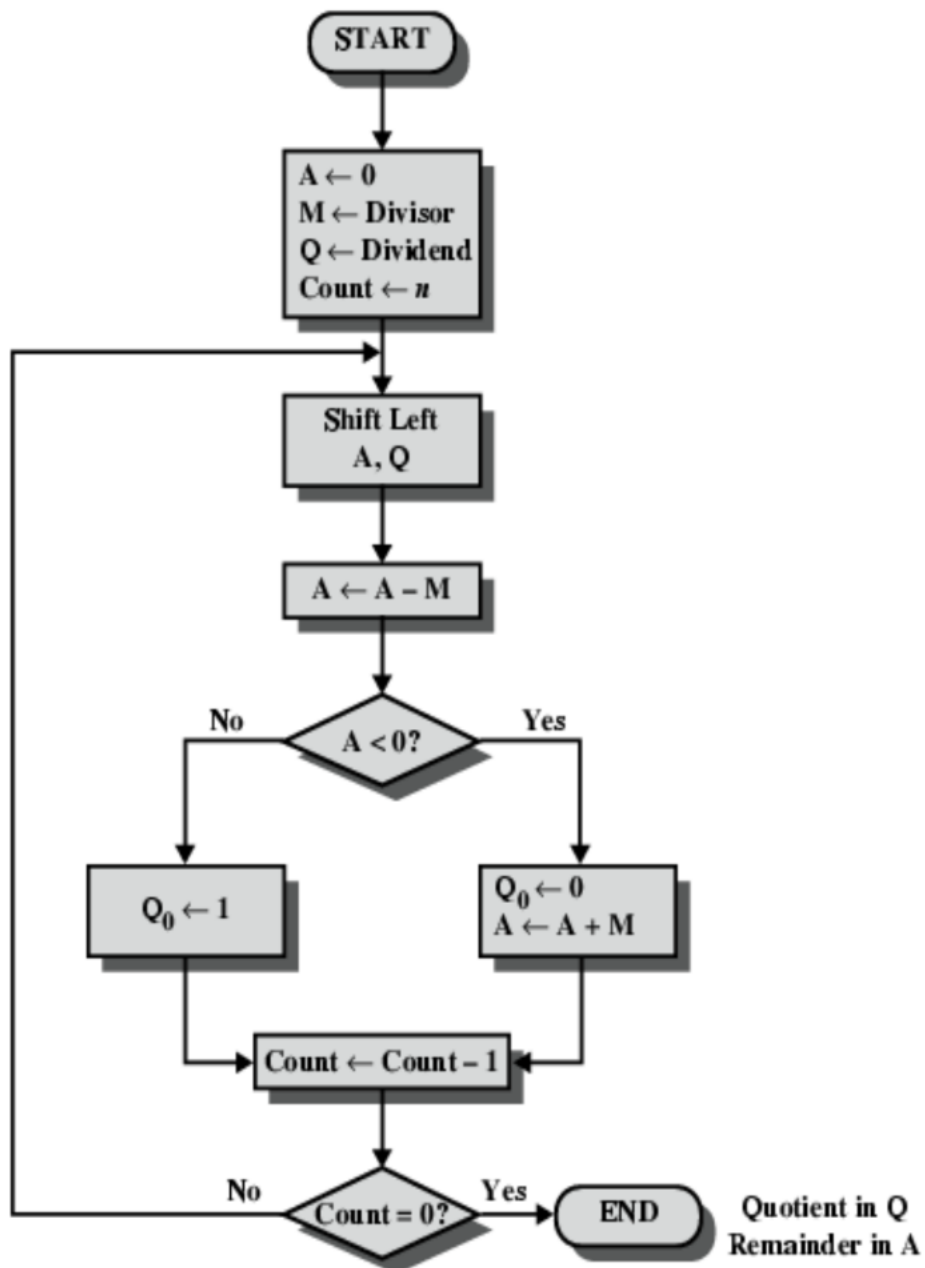 START
A ← 0
M ← Divisor
Q ← Dividend
Count ← n
Shift Left
A, Q
A ← A – M
No
Yes
A < 0?
Q₀ ← 1
Q₀ ← 0
A ← A + M
Count ← Count – 1
No
Yes
Count = 0?
END
Quotient in Q
Remainder in A